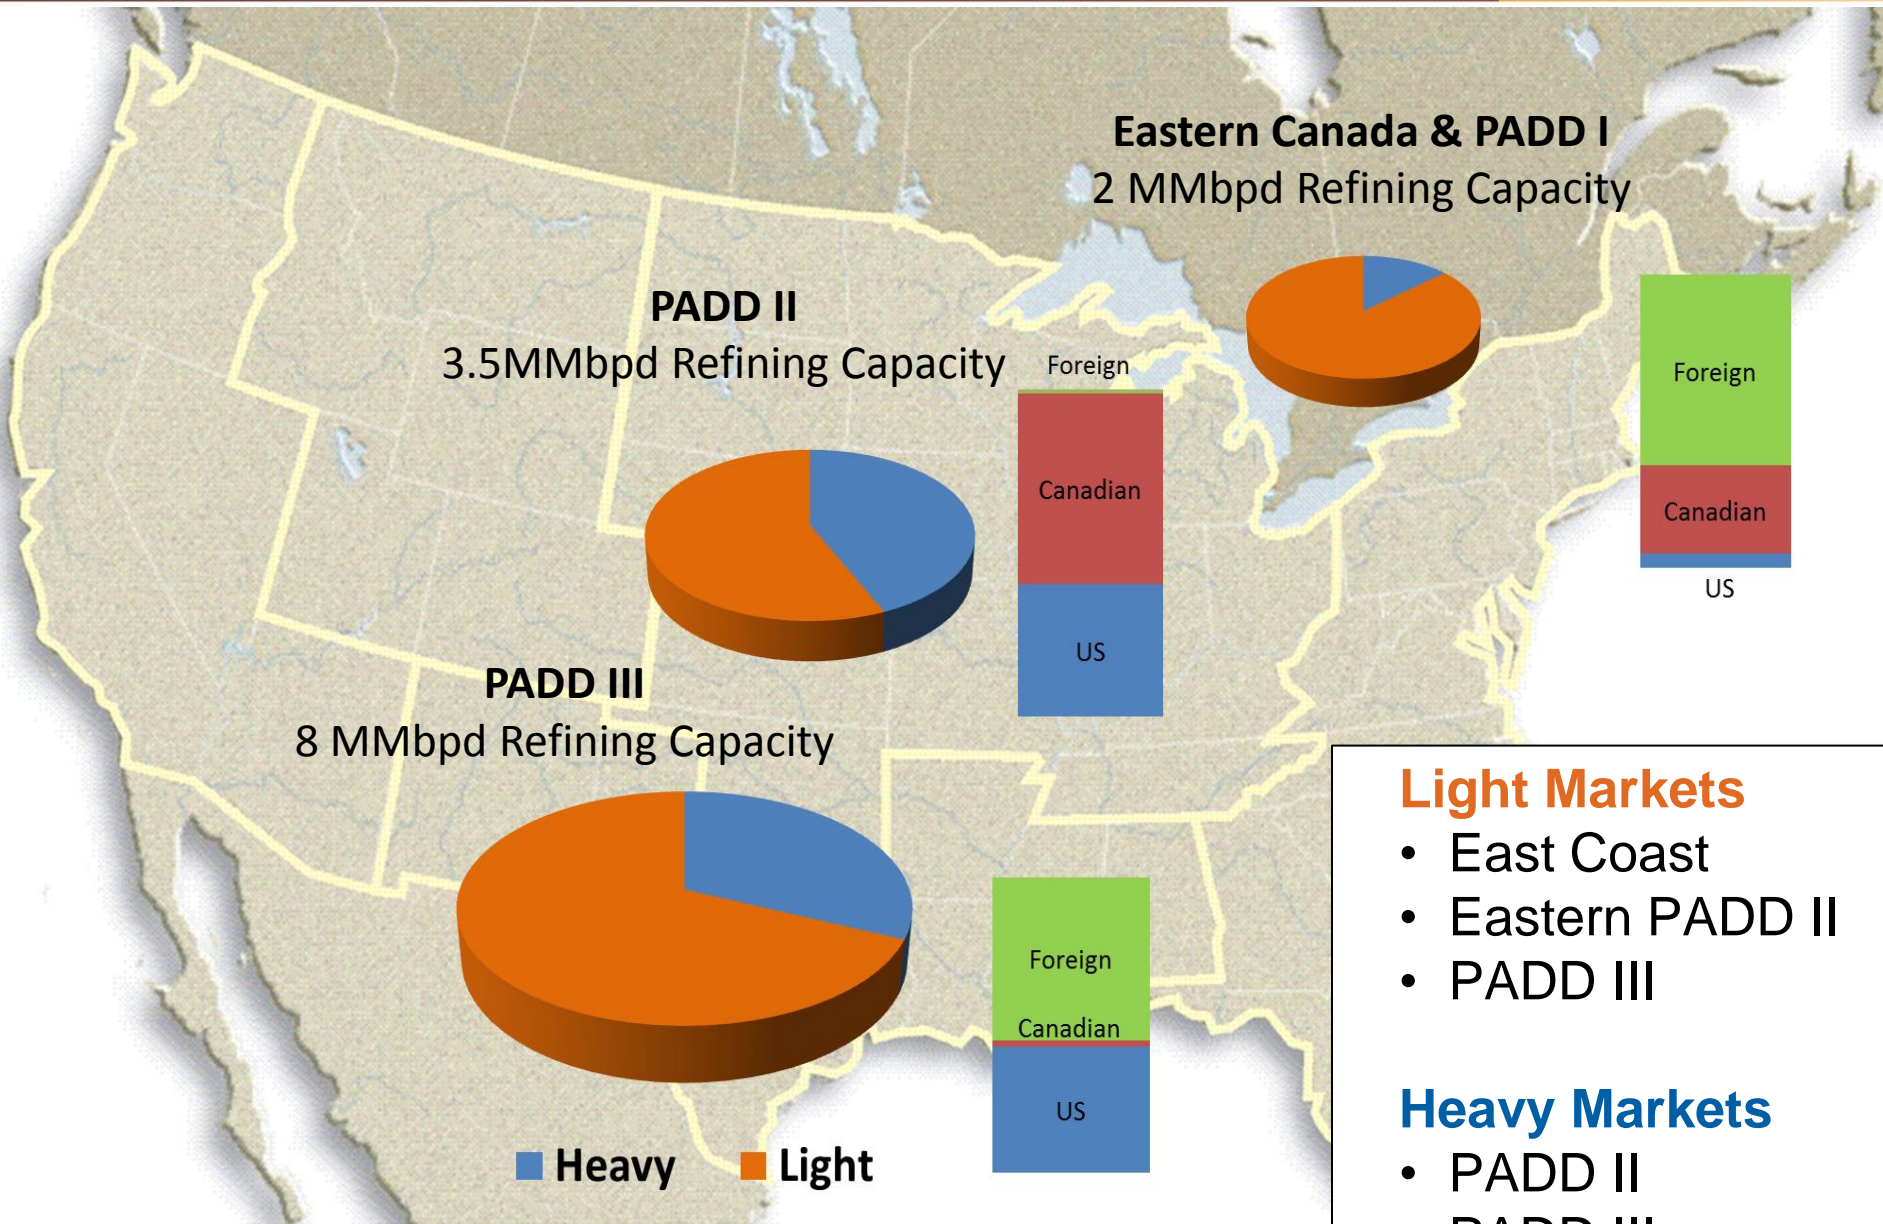 Eastern Canada & PADD I
2 MMbpd Refining Capacity
PADD II
3.5MMbpd Refining Capacity
Foreign
Canadian
US
Foreign
Canadian
US
PADD III
8 MMbpd Refining Capacity
Foreign
Canadian
US
Heavy
Light
Light Markets
• East Coast
• Eastern PADD II
• PADD III
Heavy Markets
• PADD II
• PADD III